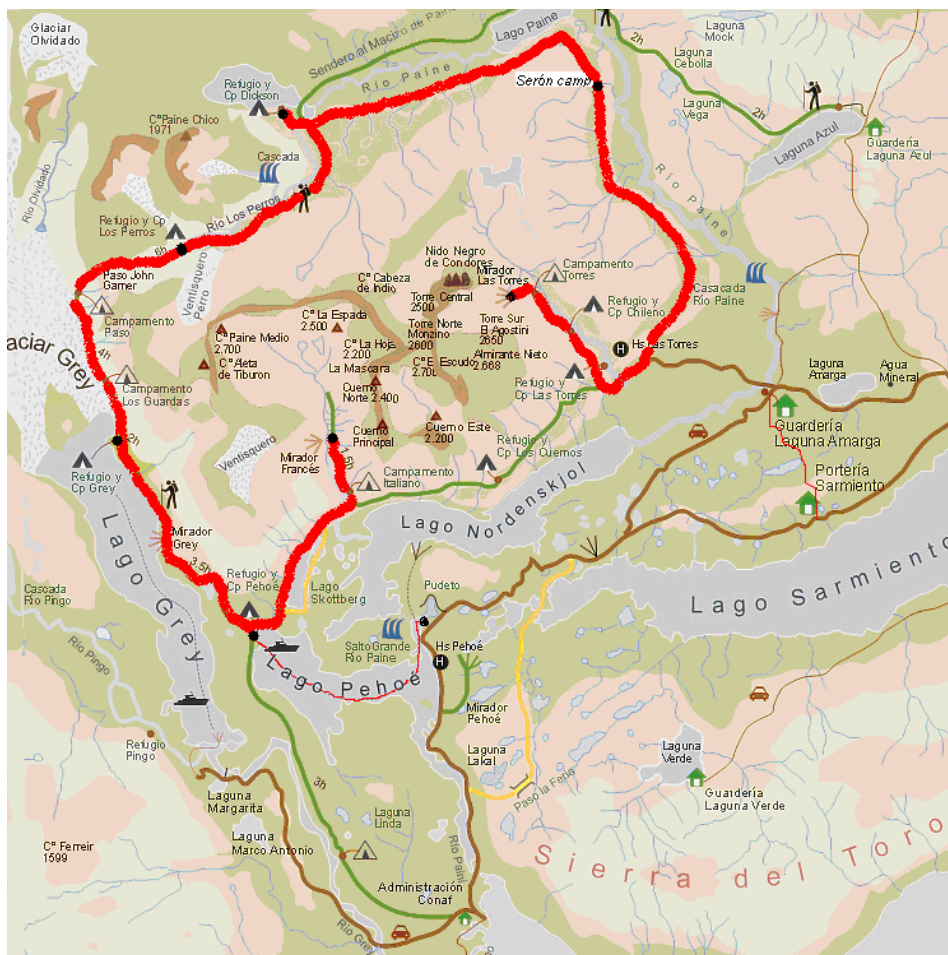 Glaciar
Olvidado
Lago Paine
Sendero al Macizo de Paine
Río Paine
Laguna
Mock
Laguna
Cebolla
2h
Laguna
Vega
2h
Laguna Azul
Guardería
Laguna Azul
Serón camp
Refugio y
Cp Dickson
CºPaine Chico
1971
Cascada
Río Olvidado
Río Los Perros
Refugio y Cp
Los Perros
6h
Río Paine
Casacada
Río Paine
Paso John
Garner
Ventisquero
Perro
Campamento
Paso
Nido Negro
de Condores
Mirador
Las Torres
Campamento
Torres
Cº Cabeza
de Indio
Torre Central
2500
Refugio y
Cp Chileno
Cº La Espada
2.500
Torre Norte
Monzino
2600
Torre Sur
El Agostini
2650
Almirante Nieto
2.668
Cº Paine Medio
2.700
Cº La Hoja
2.200
CºE. Escudo
2.70
Cº Aleta
de Tiburon
La Mascara
Cuerno
Norte 2.400
Hs Las Torres
H
Refugio y
Cp Las Torres
Laguna
Amarga
Agua
Mineral
Guardería
Laguna Amarga
Portería
Sarmiento
aciar Grey
4h
Campamento
Los Guardas
Cuerno
Principal
Cuerno Este
2.200
2h
Refugio y
Cp Grey
Ventisquero
Mirador
Francés
1.5h
Campamento
Italiano
Refugio y
Cp Los Cuernos
Lago Nordenskjol
Mirador
Grey
3.5h
Lago Grey
Refugio y
Cp Pehoé
Lago
Skottberg
Pudeto
Lago Sarmiento
Cascada
Río Pingo
Río Pingo
SaltoGrande
Río Paine
Hs Pehoé
H
Lago Pehoé
Mirador
Pehoé
Refugio
Pingo
Laguna
Lakal
Laguna
Verde
Paso la Feria
Guardería
Laguna Verde
Laguna
Margarita
3h
Laguna
Linda
Laguna
Marco Antonio
Cº Ferreir
1599
Río Paini
Sierra del Toro
Administración
Conaf
Río Grey